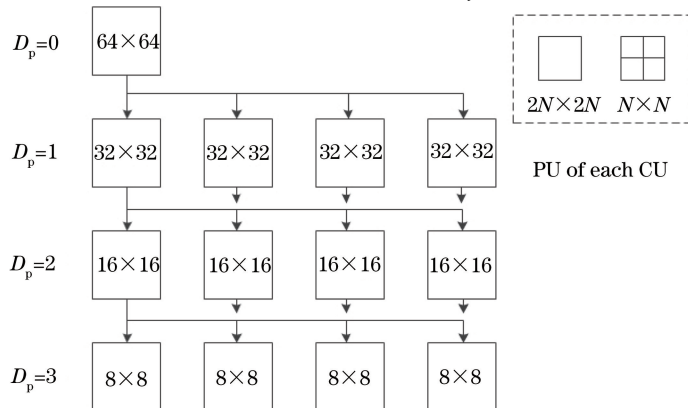 D_p=0
64×64
2N×2N N×N
D_p=1
32×32 32×32 32×32 32×32
PU of each CU
D_p=2
16×16 16×16 16×16 16×16
D_p=3
8×8 8×8 8×8 8×8